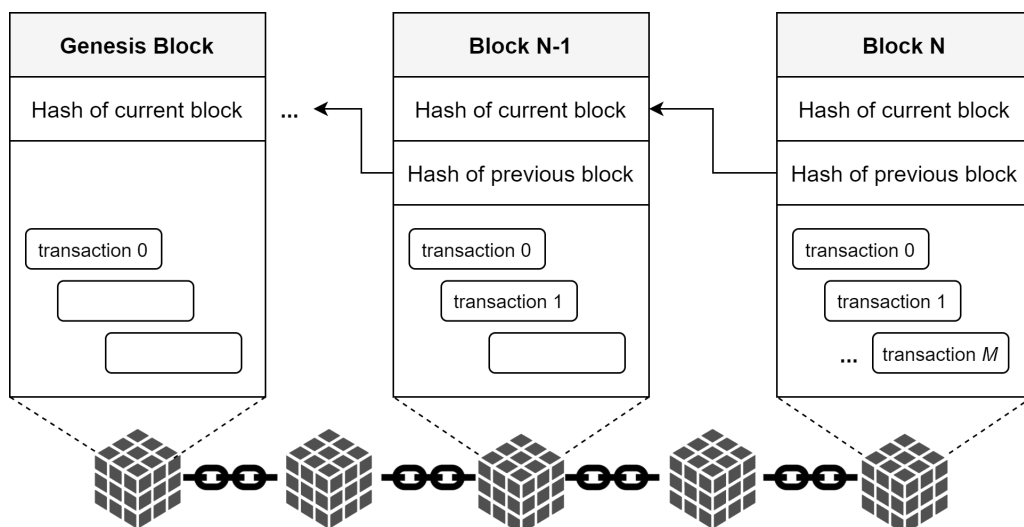 Genesis Block
Hash of current block
transaction 0
...
Block N-1
Hash of current block
Hash of previous block
transaction 0
transaction 1
Block N
Hash of current block
Hash of previous block
transaction 0
transaction 1
... transaction M